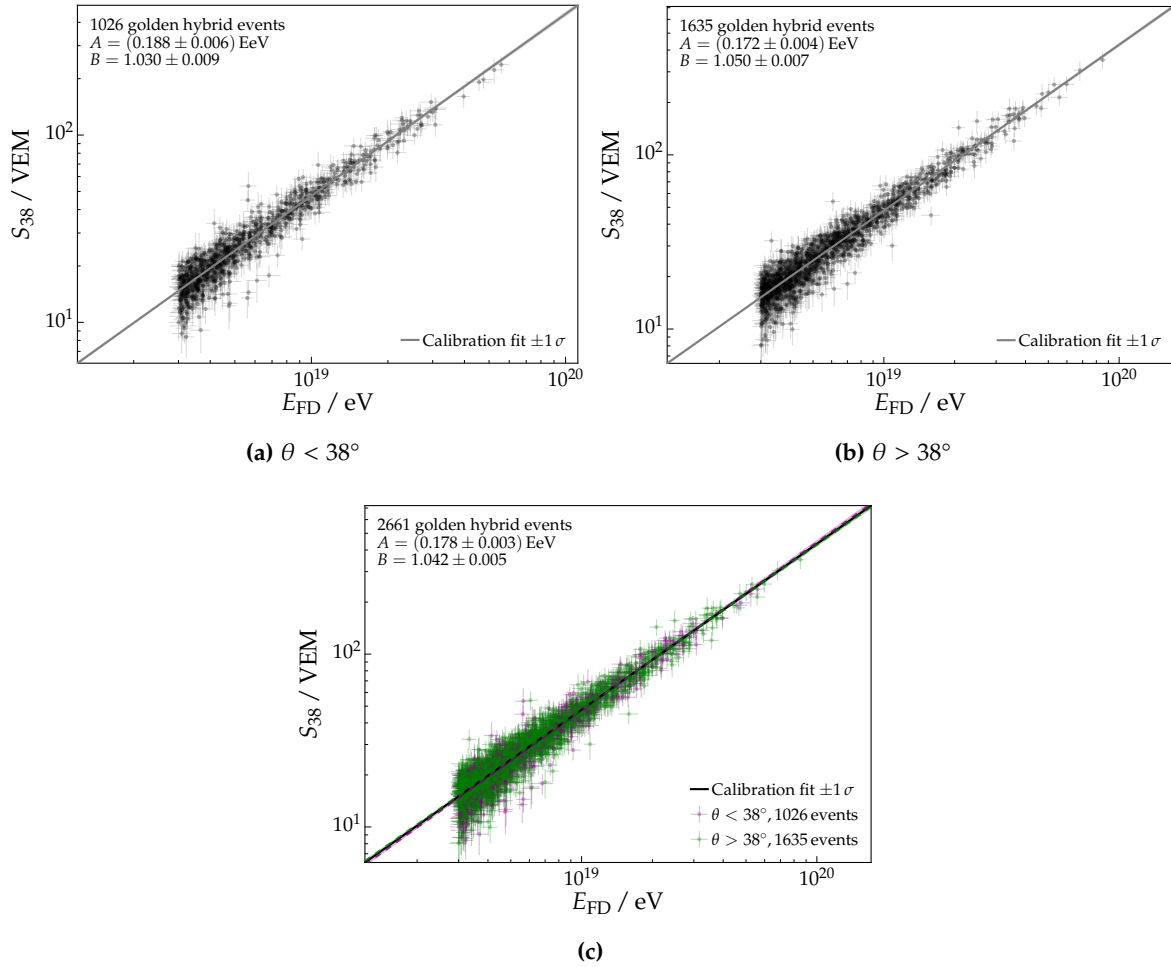 1026 golden hybrid events
A = (0.188 ± 0.006) EeV
B = 1.030 ± 0.009
10²
10¹
S₃₈ / VEM
Calibration fit ±1 σ
10¹⁹
10²⁰
E_FD / eV
(a) θ < 38°
1635 golden hybrid events
A = (0.172 ± 0.004) EeV
B = 1.050 ± 0.007
10²
10¹
S₃₈ / VEM
Calibration fit ±1 σ
10¹⁹
10²⁰
E_FD / eV
(b) θ > 38°
2661 golden hybrid events
A = (0.178 ± 0.003) EeV
B = 1.042 ± 0.005
10²
10¹
S₃₈ / VEM
Calibration fit ±1 σ
θ < 38°, 1026 events
θ > 38°, 1635 events
10¹⁹
10²⁰
E_FD / eV
(c)